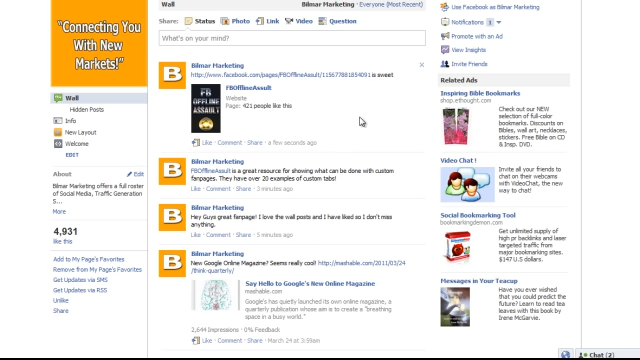 "Connecting You
With New
Markets!"
Wall
Hidden Posts
Info
New Layout
Welcome
EDIT
About
Edit
Bilmar Marketing offers a full roster
of Social Media, Traffic Generation
S...
More
4,931
like this
Add to My Page's Favorites
Remove from My Page's Favorites
Get Updates via SMS
Get Updates via RSS
Unlike
Share
Wall
Bilmar Marketing · Everyone (Most Recent)
Share: Status Photo Link Video Question
What's on your mind?
Bilmar Marketing
http://www.facebook.com/pages/FBOfflineAssault/115677881854091 is sweet
FB OFFLINE ASSAULT
FBOfflineAssault
Website
Page: 421 people like this
Like · Comment · Share · a few seconds ago
Bilmar Marketing
FBOfflineAssault is a great resource for showing what can be done with custom
fanpages. They have over 20 examples of custom tabs!
Like · Comment · Share · 3 minutes ago
Bilmar Marketing
Hey Guys great fanpage! I love the wall posts and I have liked so I don't miss
anything.
Like · Comment · Share · 5 minutes ago
Bilmar Marketing
New Google Online Magazine? Seems really cool! http://mashable.com/2011/03/24
/think-quarterly/
Say Hello to Google's New Online Magazine
mashable.com
Google's has quietly launched its own online magazine, a
quarterly publication whose aim is to create a "breathing
space in a busy world."
2,644 Impressions · 0% Feedback
Like · Comment · Share · March 24 at 3:59am
Use Facebook as Bilmar Marketing
Notifications 1
Promote with an Ad
View Insights
Invite Friends
Related Ads
Inspiring Bible Bookmarks
shop.ethought.com
Check out our NEW
selection of full-color
bookmarks. Discounts on
Bibles, wall art, necklaces,
stickers. Free Bookmark on
CD & Insp. DVD.
Video Chat !
Invite all your friends to
chat on their webcams
with VideoChat, the new
way to chat!
Social Bookmarking Tool
bookmarkingdemon.com
Get unlimited supply of
high pr backlinks and laser
targeted traffic from
major bookmarks sites.
$147 U.S. dollars.
Messages in Your Teacup
Have you ever wished
that you could predict the
future? Learn to read tea
leaves with this book by
Irene McGarvie.
Chat (2)